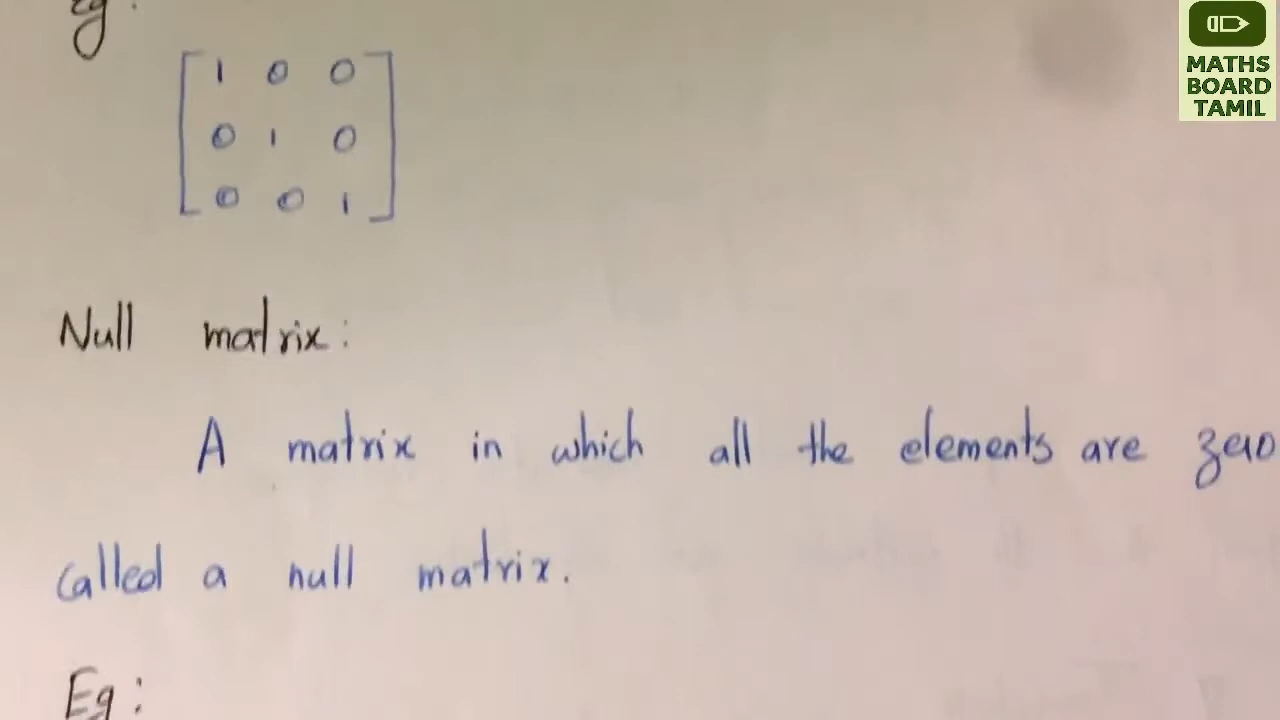 Eg:
1 0 0
0 1 0
0 0 1
Null matrix:
A matrix in which all the elements are zero
called a null matrix.
Eg:
MATHS
BOARD
TAMIL